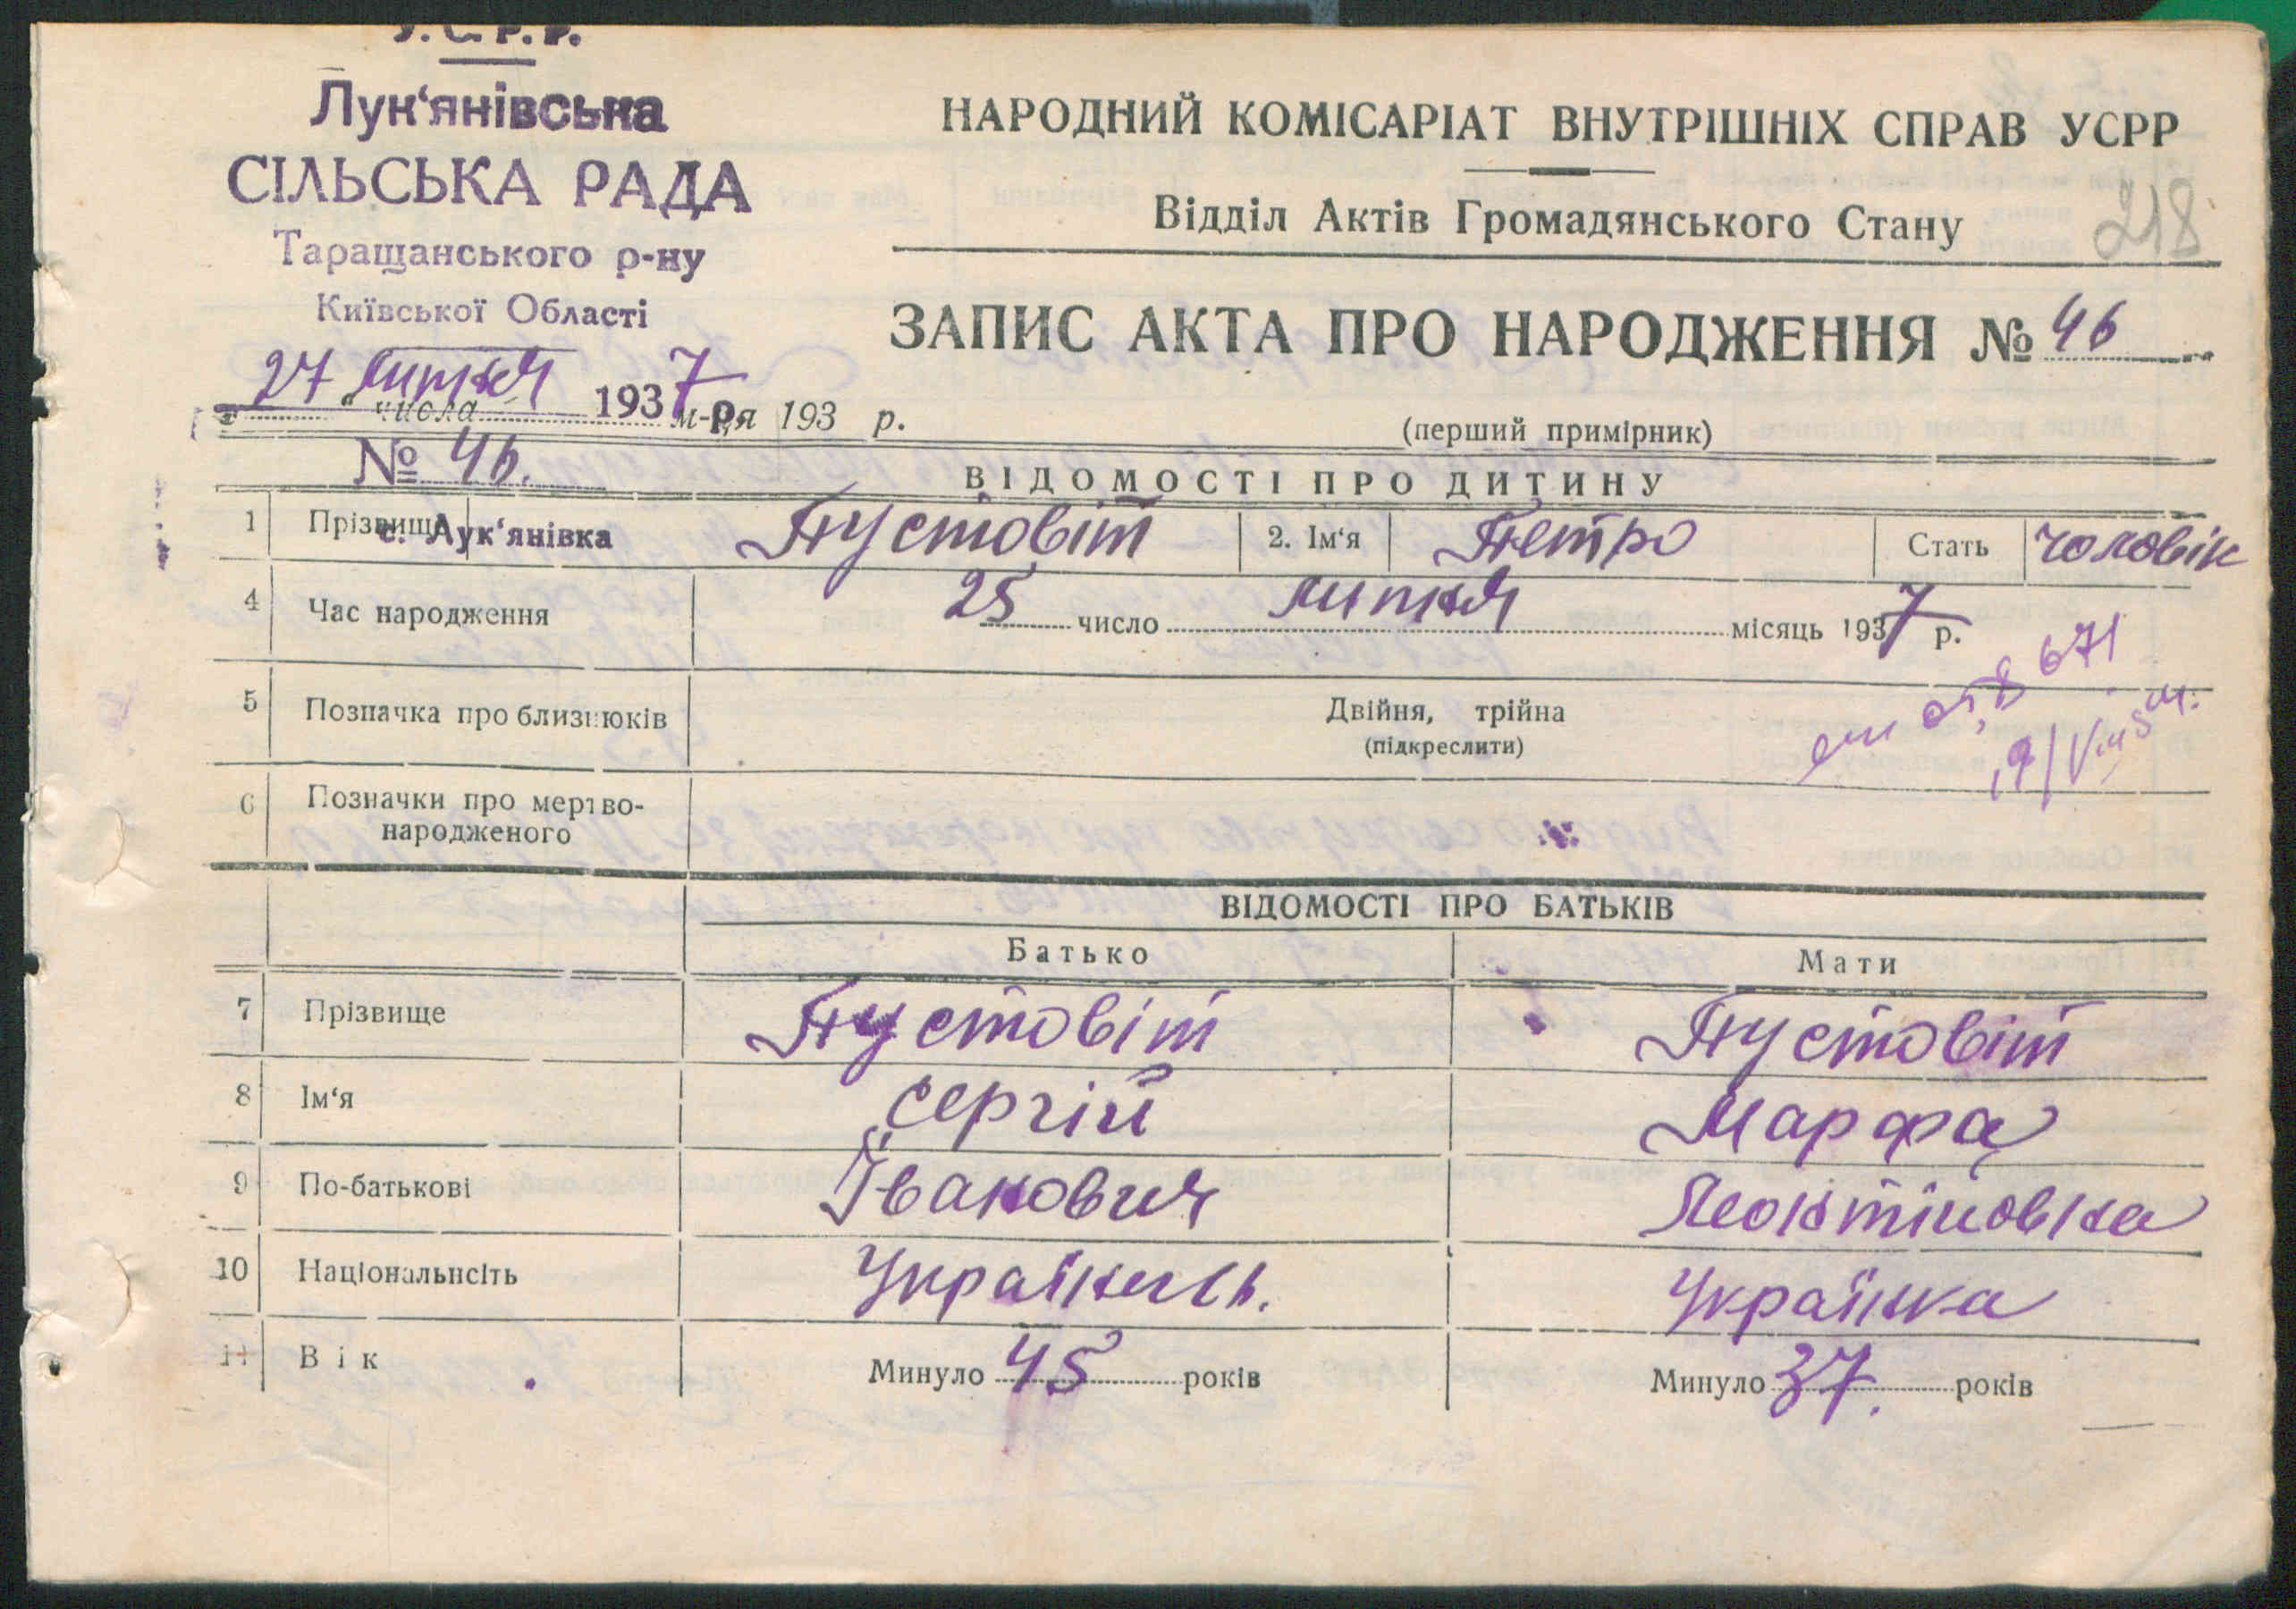 У.С.Р.Р.
Лук'янівська
СІЛЬСЬКА РАДА
Таращанського р-ну
Київської Області
27 липня 1937 р.
№ 46.
с. Лук'янівка
НАРОДНИЙ КОМІСАРІАТ ВНУТРІШНІХ СПРАВ УСРР
Відділ Актів Громадянського Стану
218
ЗАПИС АКТА ПРО НАРОДЖЕННЯ № 46
числа м-ця 193 р.
(перший примірник)
ВІДОМОСТІ ПРО ДИТИНУ
1 Прізвище Пустовіт 2. Ім'я Петро Стать чоловік
4 Час народження 25 число липня місяць 1937 р.
671
5 Позначка про близнюків Двійня, трійна
(підкреслити)
6 Позначки про мертво-
народженого
ВІДОМОСТІ ПРО БАТЬКІВ
Батько Мати
7 Прізвище Пустовіт Пустовіт
8 Ім'я Сергій Марфа
9 По-батькові Іванович
10 Національнсіть Українець. Українка
11 Вік Минуло 45 років Минуло 37. років